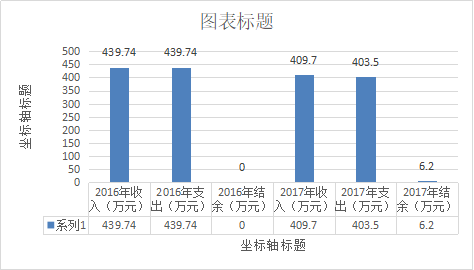 图表标题
500
450
400
350
300
250
200
150
100
50
0
坐标轴标题
439.74 439.74 0 409.7 403.5 6.2
2016年收 2016年支 2016年结 2017年收 2017年支 2017年结
入（万元） 出（万元） 余（万元） 入（万元） 出（万元） 余（万元）
系列1 439.74 439.74 0 409.7 403.5 6.2
坐标轴标题